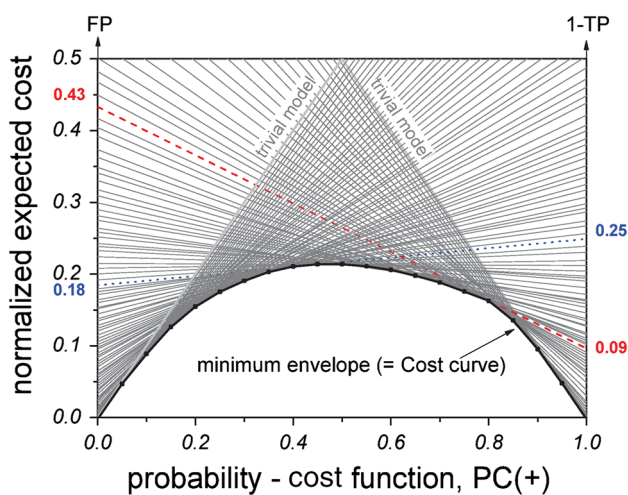 FP
1-TP
normalized expected cost
0.5
0.4
0.3
0.2
0.1
0.0
0.43
0.18
trivial model
trivial model
0.25
0.09
minimum envelope (= Cost curve)
0.0
0.2
0.4
0.6
0.8
1.0
probability - cost function, PC(+)